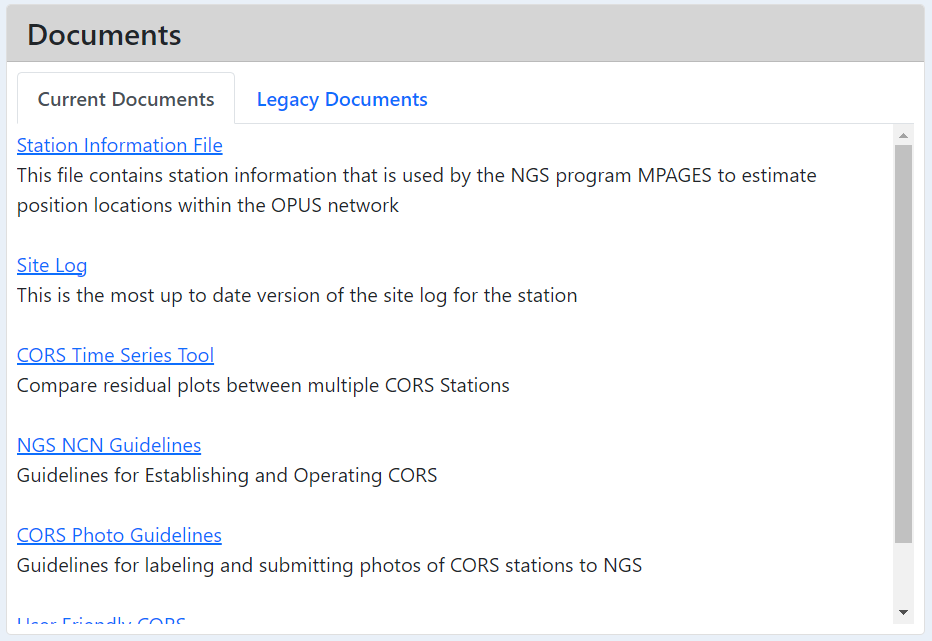 Documents
Current Documents
Legacy Documents
Station Information File
This file contains station information that is used by the NGS program MPAGES to estimate
position locations within the OPUS network
Site Log
This is the most up to date version of the site log for the station
CORS Time Series Tool
Compare residual plots between multiple CORS Stations
NGS NCN Guidelines
Guidelines for Establishing and Operating CORS
CORS Photo Guidelines
Guidelines for labeling and submitting photos of CORS stations to NGS
User Friendly CORS